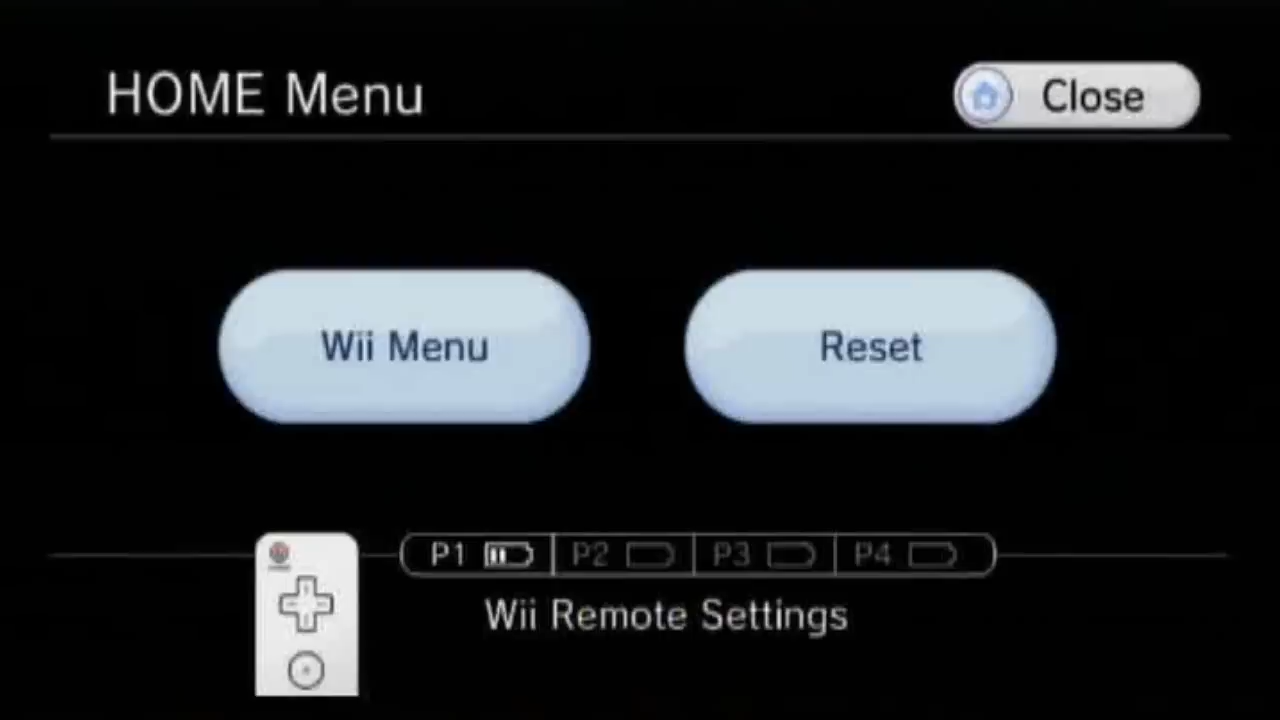 HOME Menu
Close
Wii Menu
Reset
P1 P2 P3 P4
Wii Remote Settings